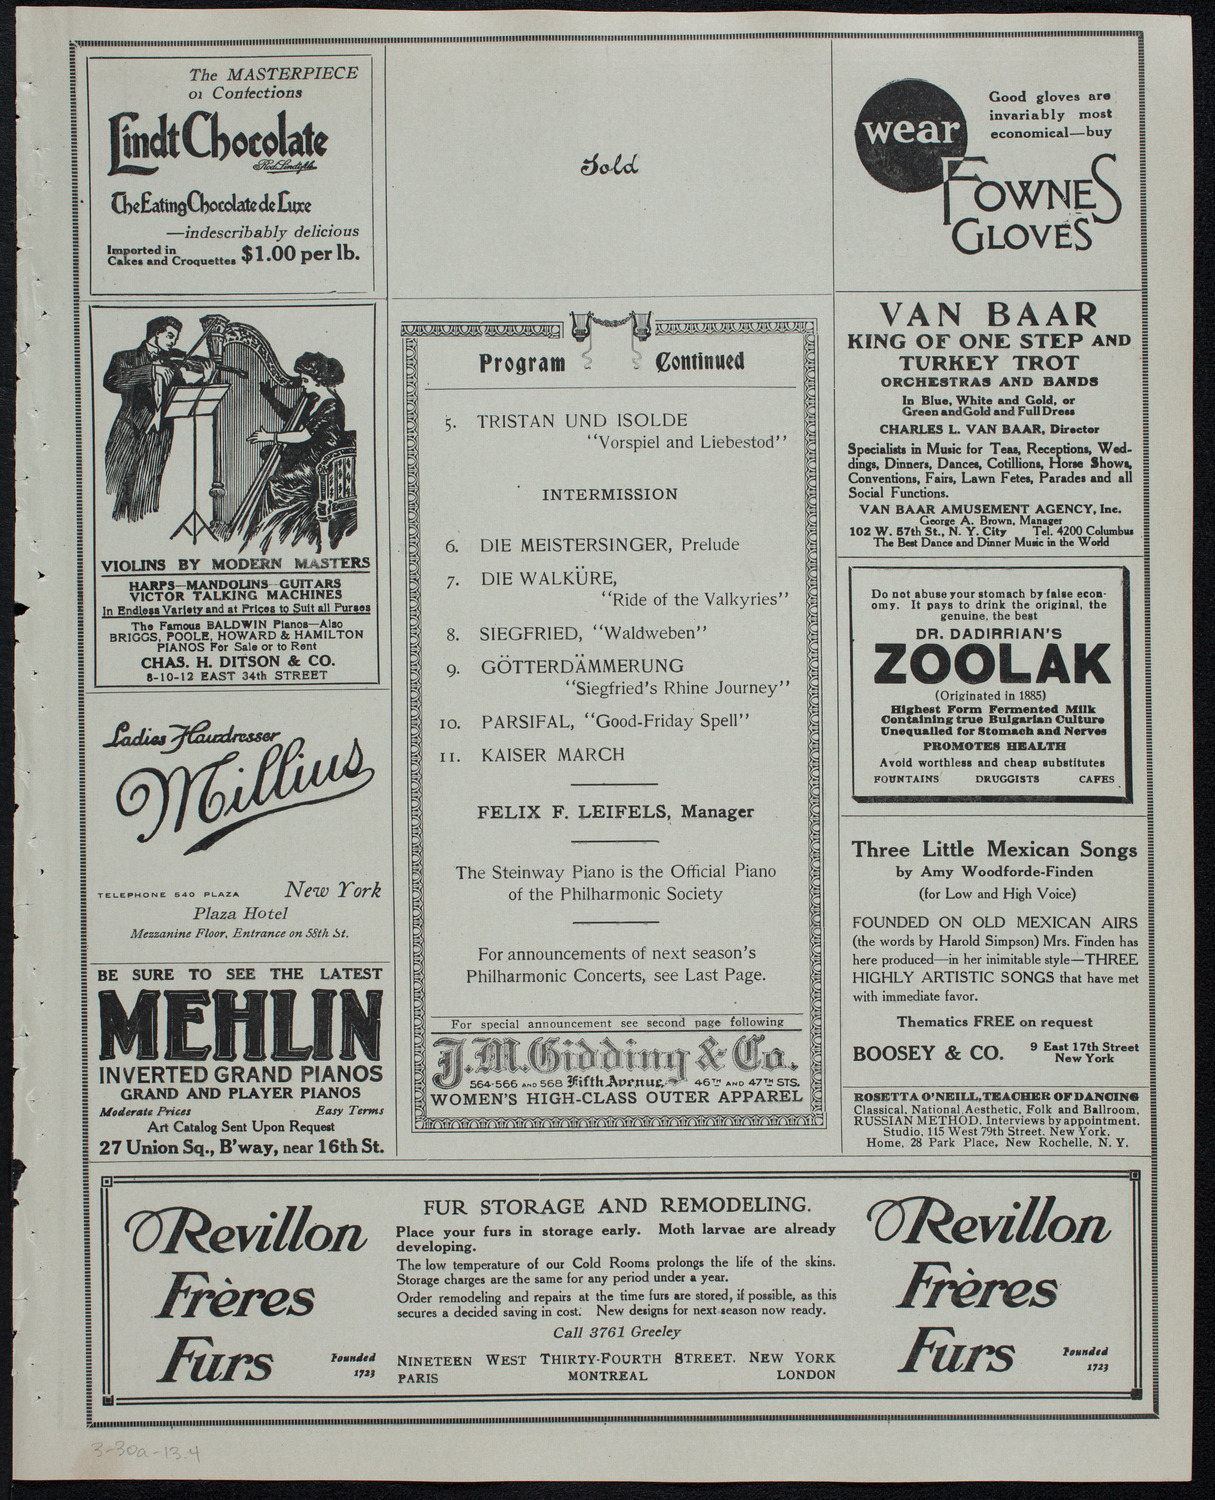 The MASTERPIECE
of Confections
Lindt Chocolate
Rod. Lindt fils
The Eating Chocolate de Luxe
—indescribably delicious
Imported in
Cakes and Croquettes $1.00 per lb.
Sold
wear
Good gloves are
invariably most
economical—buy
FOWNES
GLOVES
VIOLINS BY MODERN MASTERS
HARPS—MANDOLINS—GUITARS
VICTOR TALKING MACHINES
In Endless Variety and at Prices to Suit all Purses
The Famous BALDWIN Pianos—Also
BRIGGS, POOLE, HOWARD & HAMILTON
PIANOS For Sale or to Rent
CHAS. H. DITSON & CO.
8-10-12 EAST 34th STREET
Ladies Hairdresser
Millius
TELEPHONE 540 PLAZA New York
Plaza Hotel
Mezzanine Floor, Entrance on 58th St.
BE SURE TO SEE THE LATEST
MEHLIN
INVERTED GRAND PIANOS
GRAND AND PLAYER PIANOS
Moderate Prices Easy Terms
Art Catalog Sent Upon Request
27 Union Sq., B'way, near 16th St.
Program Continued
5. TRISTAN UND ISOLDE
"Vorspiel and Liebestod"
INTERMISSION
6. DIE MEISTERSINGER, Prelude
7. DIE WALKÜRE,
"Ride of the Valkyries"
8. SIEGFRIED, "Waldweben"
9. GÖTTERDÄMMERUNG
"Siegfried's Rhine Journey"
10. PARSIFAL, "Good-Friday Spell"
11. KAISER MARCH
FELIX F. LEIFELS, Manager
The Steinway Piano is the Official Piano
of the Philharmonic Society
For announcements of next season's
Philharmonic Concerts, see Last Page.
For special announcement see second page following
J. M. Gidding & Co.
564-566 AND 568 Fifth Avenue, 46TH AND 47TH STS.
WOMEN'S HIGH-CLASS OUTER APPAREL
VAN BAAR
KING OF ONE STEP AND
TURKEY TROT
ORCHESTRAS AND BANDS
In Blue, White and Gold, or
Green and Gold and Full Dress
CHARLES L. VAN BAAR, Director
Specialists in Music for Teas, Receptions, Wed-
dings, Dinners, Dances, Cotillions, Horse Shows,
Conventions, Fairs, Lawn Fetes, Parades and all
Social Functions.
VAN BAAR AMUSEMENT AGENCY, Inc.
George A. Brown, Manager
102 W. 57th St., N. Y. City Tel. 4200 Columbus
The Best Dance and Dinner Music in the World
Do not abuse your stomach by false econ-
omy. It pays to drink the original, the
genuine, the best
DR. DADIRRIAN'S
ZOOLAK
(Originated in 1885)
Highest Form Fermented Milk
Containing true Bulgarian Culture
Unequalled for Stomach and Nerves
PROMOTES HEALTH
Avoid worthless and cheap substitutes
FOUNTAINS DRUGGISTS CAFES
Three Little Mexican Songs
by Amy Woodforde-Finden
(for Low and High Voice)
FOUNDED ON OLD MEXICAN AIRS
(the words by Harold Simpson) Mrs. Finden has
here produced—in her inimitable style—THREE
HIGHLY ARTISTIC SONGS that have met
with immediate favor.
Thematics FREE on request
BOOSEY & CO. 9 East 17th Street
New York
ROSETTA O'NEILL, TEACHER OF DANCING
Classical, National, Aesthetic, Folk and Ballroom,
RUSSIAN METHOD. Interviews by appointment.
Studio, 115 West 79th Street, New York.
Home, 28 Park Place, New Rochelle, N. Y.
Revillon
Frères
Furs
Founded
1723
FUR STORAGE AND REMODELING.
Place your furs in storage early. Moth larvae are already
developing.
The low temperature of our Cold Rooms prolongs the life of the skins.
Storage charges are the same for any period under a year.
Order remodeling and repairs at the time furs are stored, if possible, as this
secures a decided saving in cost. New designs for next season now ready.
Call 3761 Greeley
NINETEEN WEST THIRTY-FOURTH STREET, NEW YORK
PARIS MONTREAL LONDON
Revillon
Frères
Furs
Founded
1723
3-30a-13.4